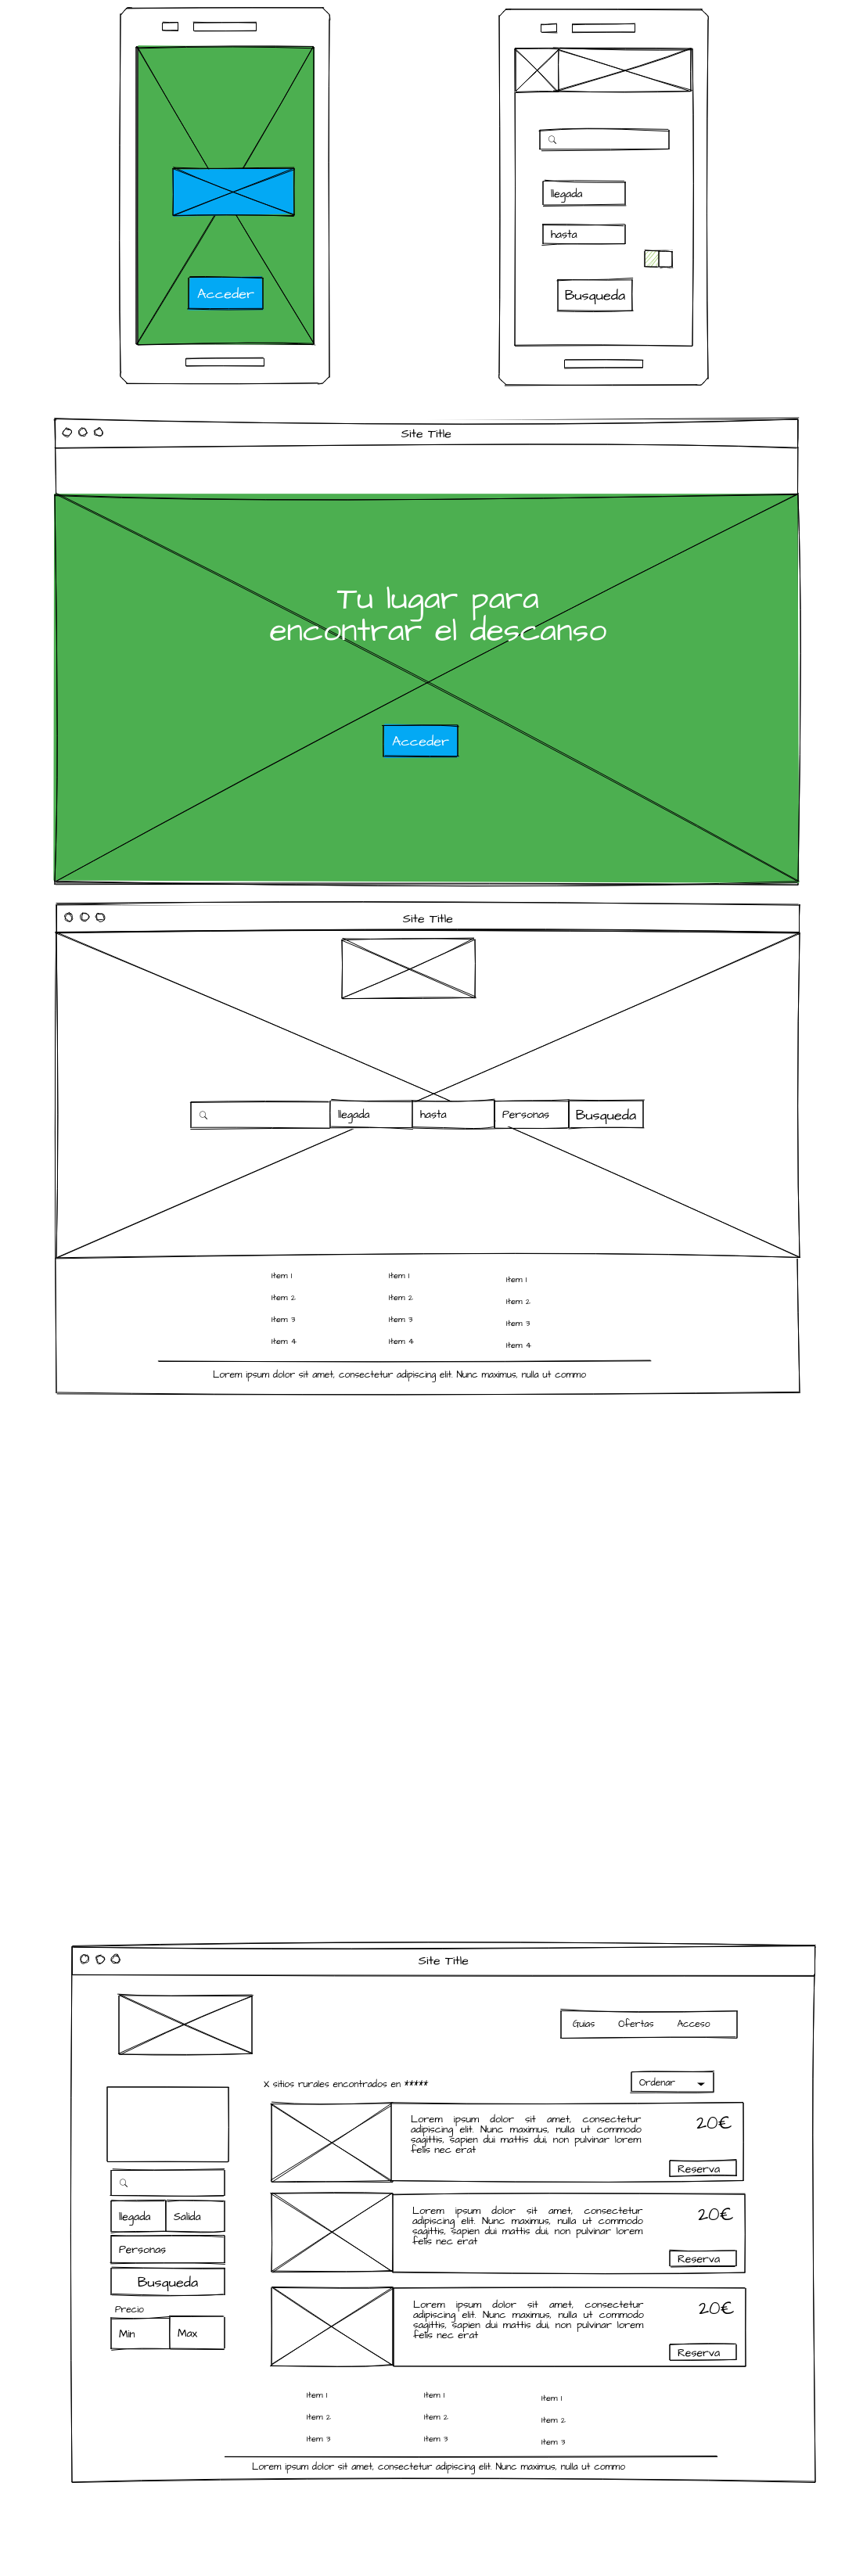 Acceder
llegada
hasta
Busqueda
Site Title
Tu lugar para
encontrar el descanso
Acceder
Site Title
llegada
hasta
Personas
Busqueda
Item 1
Item 2
Item 3
Item 4
Item 1
Item 2
Item 3
Item 4
Item 1
Item 2
Item 3
Item 4
Lorem ipsum dolor sit amet, consectetur adipiscing elit. Nunc maximus, nulla ut commo
Site Title
Guias Ofertas Acceso
X sitios rurales encontrados en *****
Ordenar
llegada Salida
Personas
Busqueda
Precio
Min Max
Lorem ipsum dolor sit amet, consectetur
adipiscing elit. Nunc maximus, nulla ut commodo
sagittis, sapien dui mattis dui, non pulvinar lorem
felis nec erat
20€
Reserva
Lorem ipsum dolor sit amet, consectetur
adipiscing elit. Nunc maximus, nulla ut commodo
sagittis, sapien dui mattis dui, non pulvinar lorem
felis nec erat
20€
Reserva
Lorem ipsum dolor sit amet, consectetur
adipiscing elit. Nunc maximus, nulla ut commodo
sagittis, sapien dui mattis dui, non pulvinar lorem
felis nec erat
20€
Reserva
Item 1
Item 2
Item 3
Item 1
Item 2
Item 3
Item 1
Item 2
Item 3
Lorem ipsum dolor sit amet, consectetur adipiscing elit. Nunc maximus, nulla ut commo